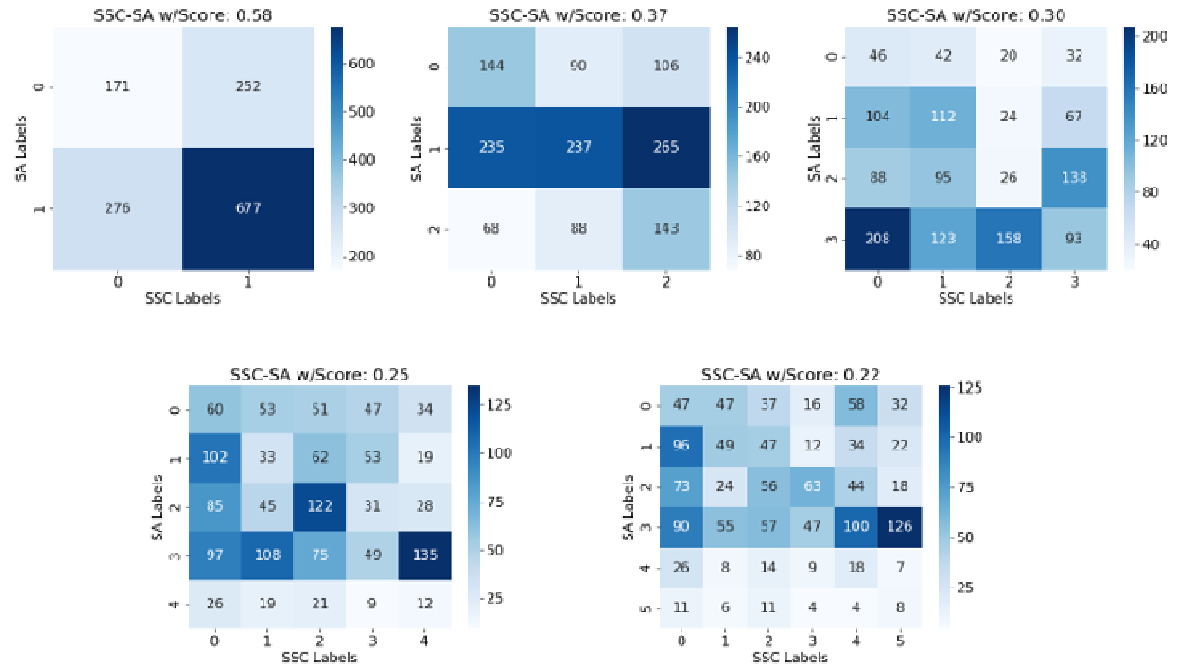 SSC-SA w/Score: 0.58
SA Labels
0 171 252
1 276 677
0 1
SSC Labels
600
500
400
300
200
SSC-SA w/Score: 0.37
SA Labels
0 144 90 106
1 235 237 265
2 68 88 143
0 1 2
SSC Labels
240
200
160
120
80
SSC-SA w/Score: 0.30
SA Labels
0 46 42 20 32
1 104 112 24 67
2 88 95 26 138
3 208 123 158 93
0 1 2 3
SSC Labels
200
160
120
80
40
SSC-SA w/Score: 0.25
SA Labels
0 60 53 51 47 34
1 102 33 62 53 19
2 85 45 122 31 28
3 97 108 75 49 135
4 26 19 21 9 12
0 1 2 3 4
SSC Labels
125
100
75
50
25
SSC-SA w/Score: 0.22
SA Labels
0 47 47 37 16 58 32
1 96 49 47 12 34 22
2 73 24 56 63 44 18
3 90 55 57 47 100 126
4 26 8 14 9 18 7
5 11 6 11 4 4 8
0 1 2 3 4 5
SSC Labels
125
100
75
50
25